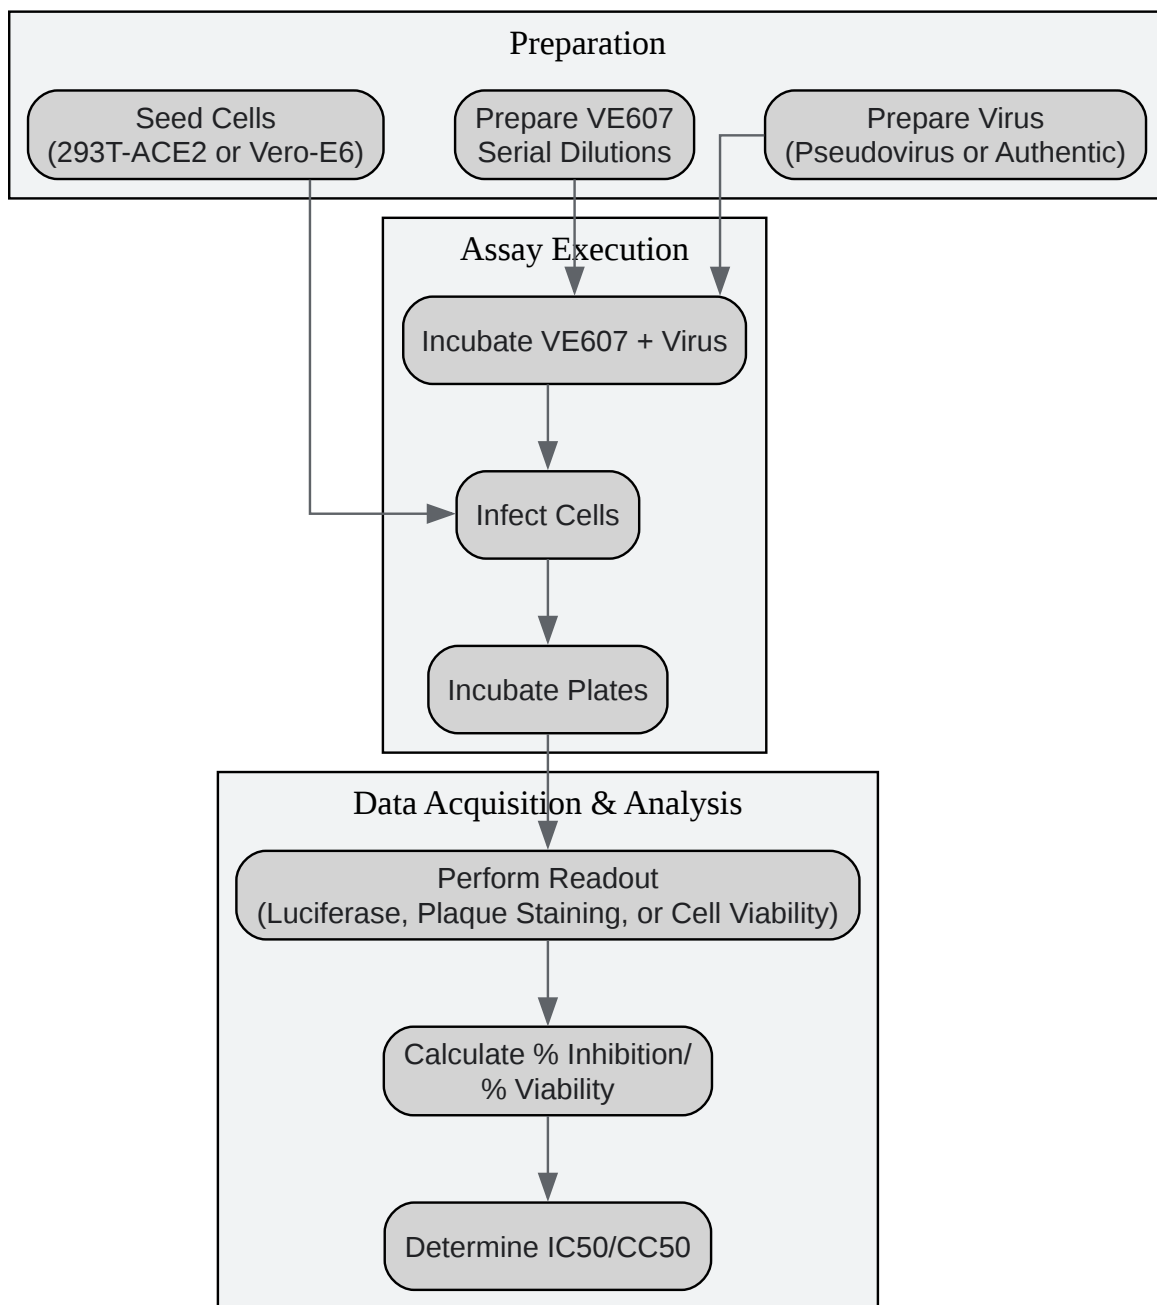 Preparation
Seed Cells
(293T-ACE2 or Vero-E6)
Prepare VE607
Serial Dilutions
Prepare Virus
(Pseudovirus or Authentic)
Assay Execution
Incubate VE607 + Virus
Infect Cells
Incubate Plates
Data Acquisition & Analysis
Perform Readout
(Luciferase, Plaque Staining, or Cell Viability)
Calculate % Inhibition/
% Viability
Determine IC50/CC50